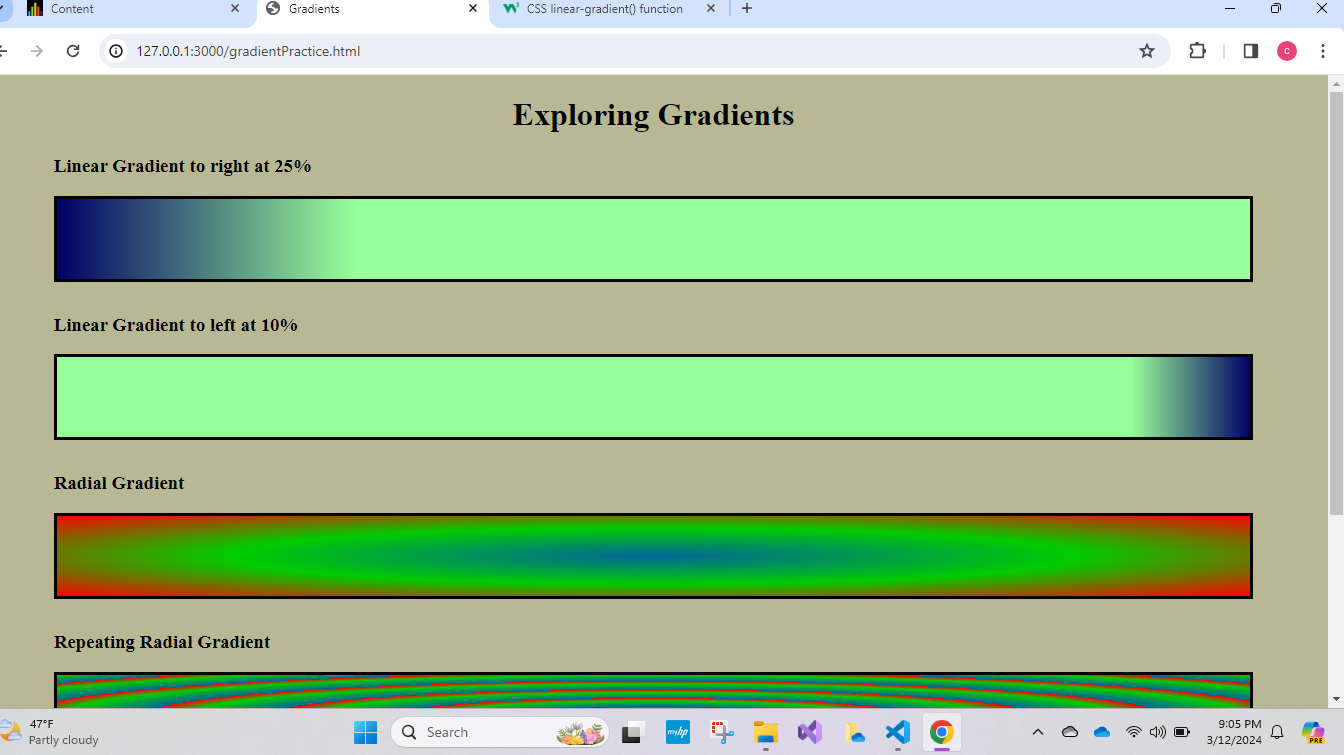 Content
Gradients
CSS linear-gradient() function
127.0.0.1:3000/gradientPractice.html
c
Exploring Gradients
Linear Gradient to right at 25%
Linear Gradient to left at 10%
Radial Gradient
Repeating Radial Gradient
47°F
Partly cloudy
Search
myhp
PRE
9:05 PM
3/12/2024